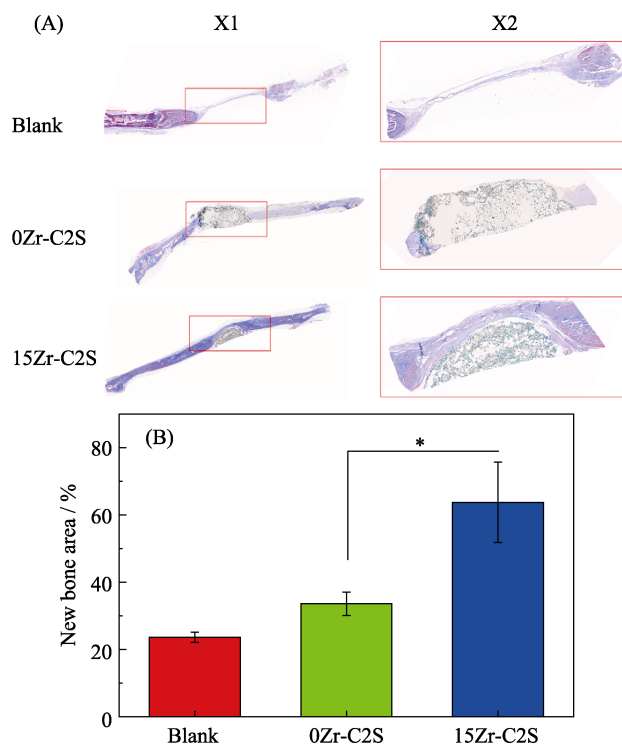 (A) X1 X2
Blank
0Zr-C2S
15Zr-C2S
(B)
*
New bone area / %
80
60
40
20
0
Blank 0Zr-C2S 15Zr-C2S